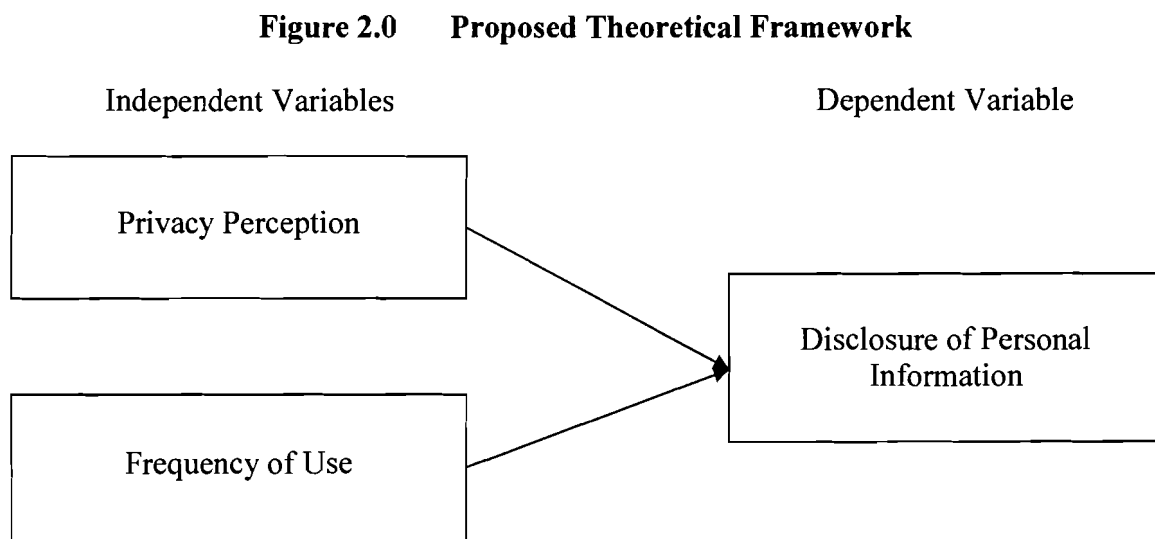 Figure 2.0 Proposed Theoretical Framework
Independent Variables
Dependent Variable
Privacy Perception
Disclosure of Personal
Information
Frequency of Use